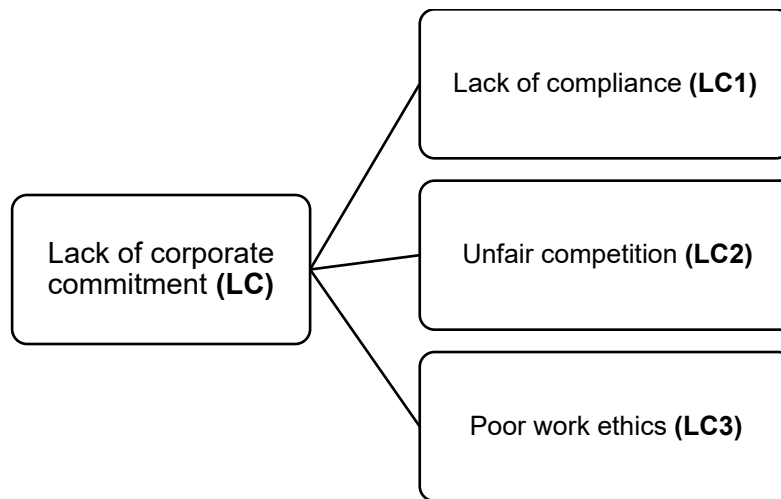 Lack of compliance (LC1)
Lack of corporate
commitment (LC)
Unfair competition (LC2)
Poor work ethics (LC3)